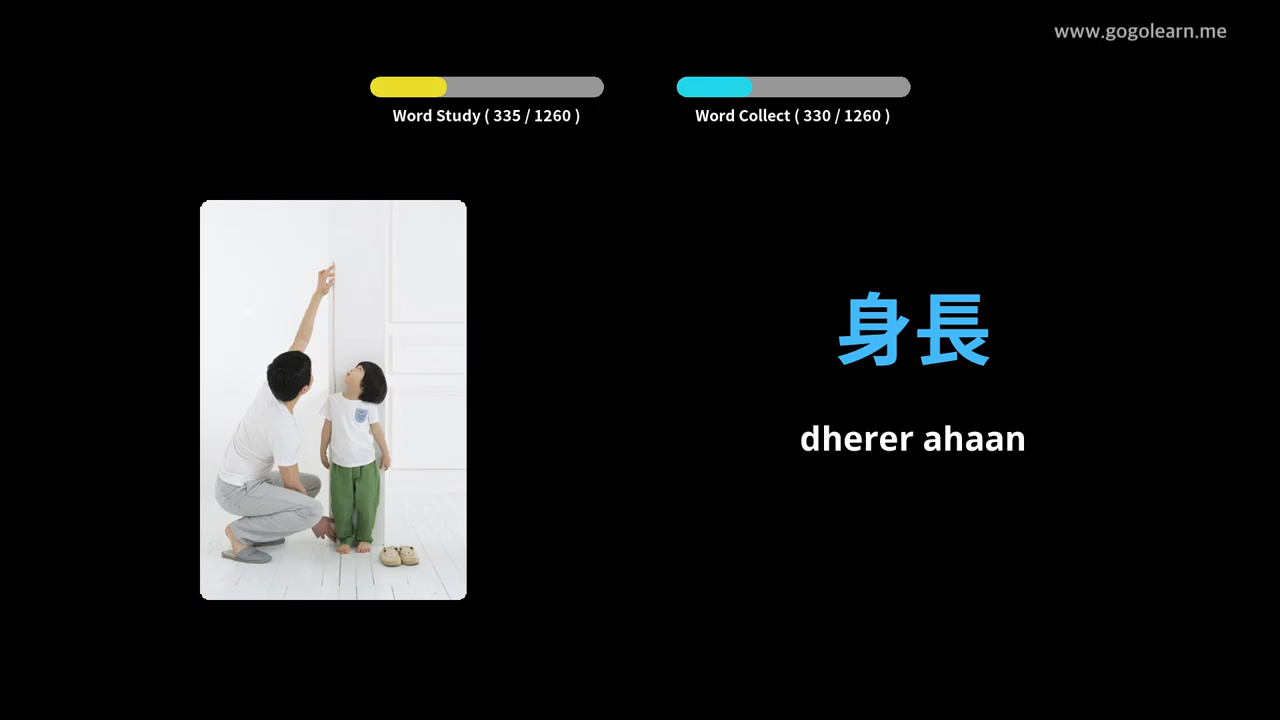 www.gogolearn.me
Word Study ( 335 / 1260 )
Word Collect ( 330 / 1260 )
身長
dherer ahaan